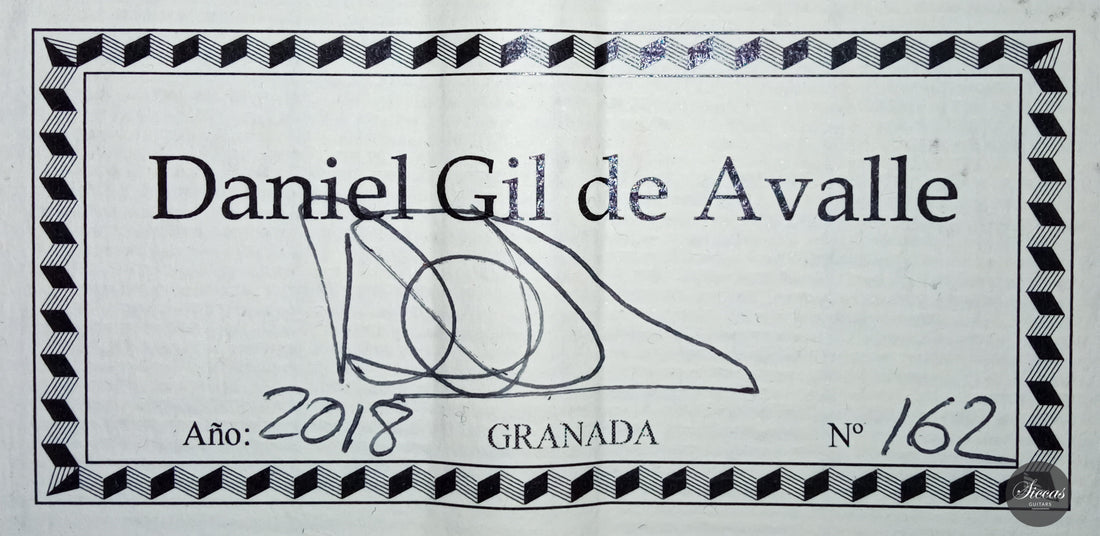 Daniel Gil de Avalle
Año: 2018 GRANADA Nº 162
Siccas
GUITARS